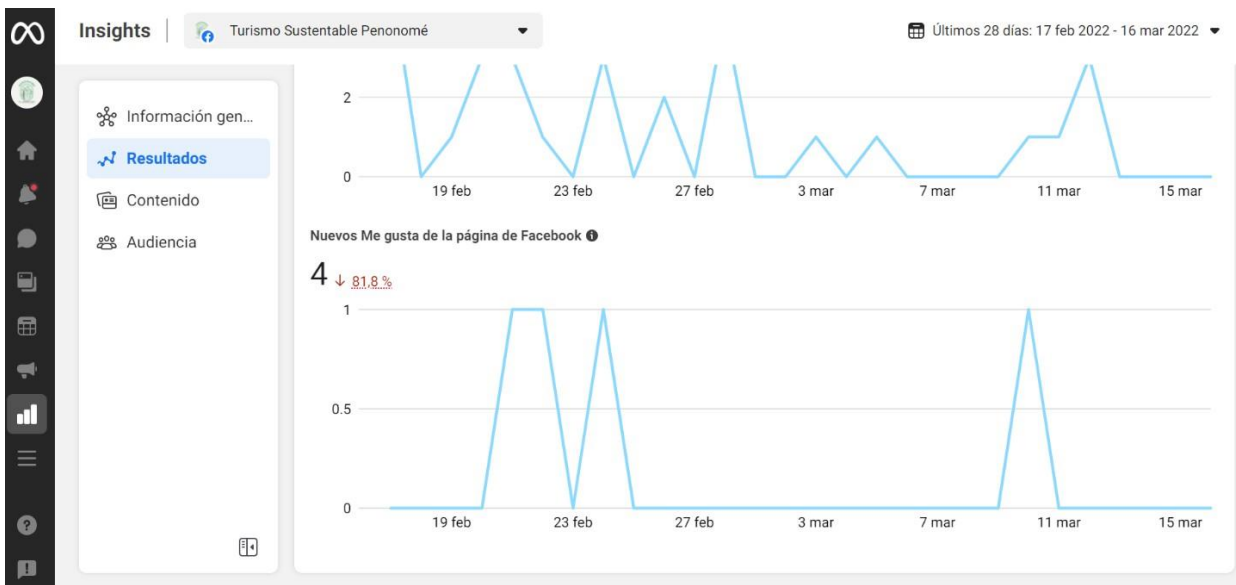 Insights
Turismo Sustentable Penonomé
Últimos 28 días: 17 feb 2022 - 16 mar 2022
Información gen...
Resultados
Contenido
Audiencia
2
0
19 feb 23 feb 27 feb 3 mar 7 mar 11 mar 15 mar
Nuevos Me gusta de la página de Facebook
4 ↓ 81,8 %
1
0.5
0
19 feb 23 feb 27 feb 3 mar 7 mar 11 mar 15 mar